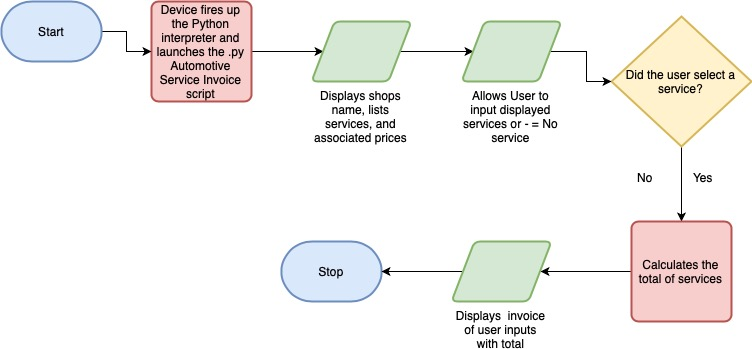 Start
Device fires up
the Python
interpreter and
launches the .py
Automotive
Service Invoice
script
Displays shops
name, lists
services, and
associated prices
Allows User to
input displayed
services or - = No
service
Did the user select a
service?
No
Yes
Calculates the
total of services
Displays invoice
of user inputs
with total
Stop